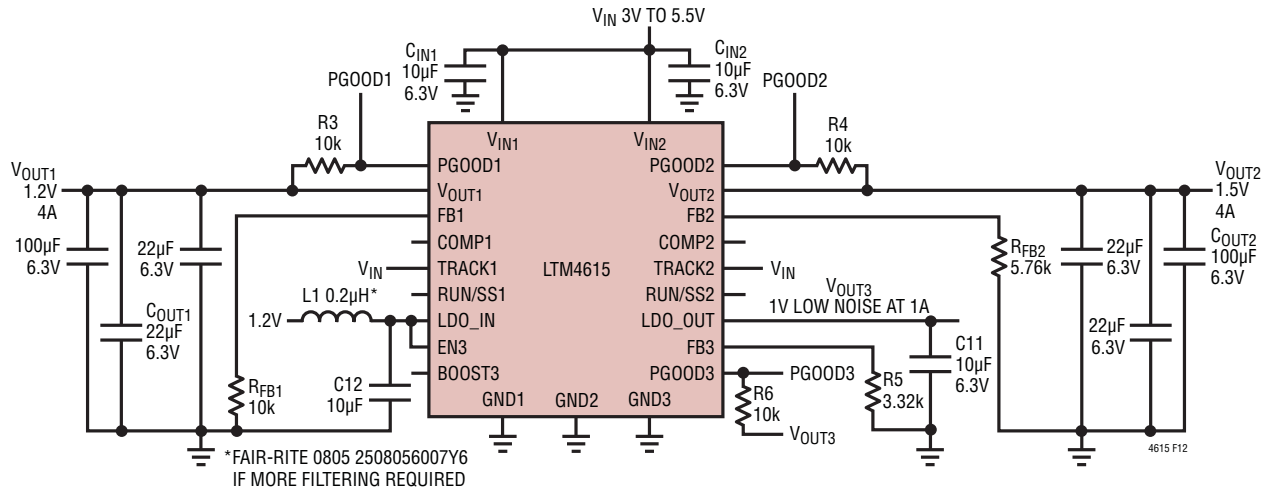 VIN 3V TO 5.5V
CIN1
10µF
6.3V
CIN2
10µF
6.3V
PGOOD1
PGOOD2
R3
10k
R4
10k
VIN1
VIN2
PGOOD1
PGOOD2
VOUT1
1.2V
4A
VOUT1
VOUT2
VOUT2
1.5V
4A
FB1
FB2
100µF
6.3V
22µF
6.3V
COMP1
COMP2
RFB2
5.76k
22µF
6.3V
COUT2
100µF
6.3V
VIN
TRACK1
LTM4615
TRACK2
VIN
L1 0.2µH*
RUN/SS1
RUN/SS2
VOUT3
1V LOW NOISE AT 1A
COUT1
22µF
6.3V
1.2V
LDO_IN
LDO_OUT
22µF
6.3V
EN3
FB3
C11
10µF
6.3V
RFB1
10k
C12
10µF
BOOST3
PGOOD3
PGOOD3
R5
3.32k
R6
10k
GND1
GND2
GND3
VOUT3
*FAIR-RITE 0805 2508056007Y6
IF MORE FILTERING REQUIRED
4615 F12